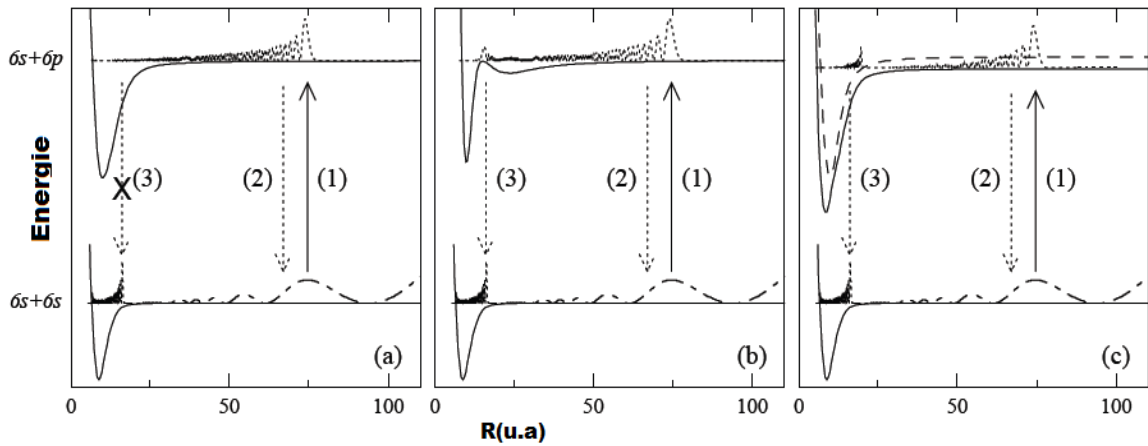 6s+6p
(3)
(2)
(1)
(3)
(2)
(1)
(3)
(2)
(1)
Energie
X
6s+6s
(a)
(b)
(c)
0
50
100
0
50
100
0
50
100
R(u.a)